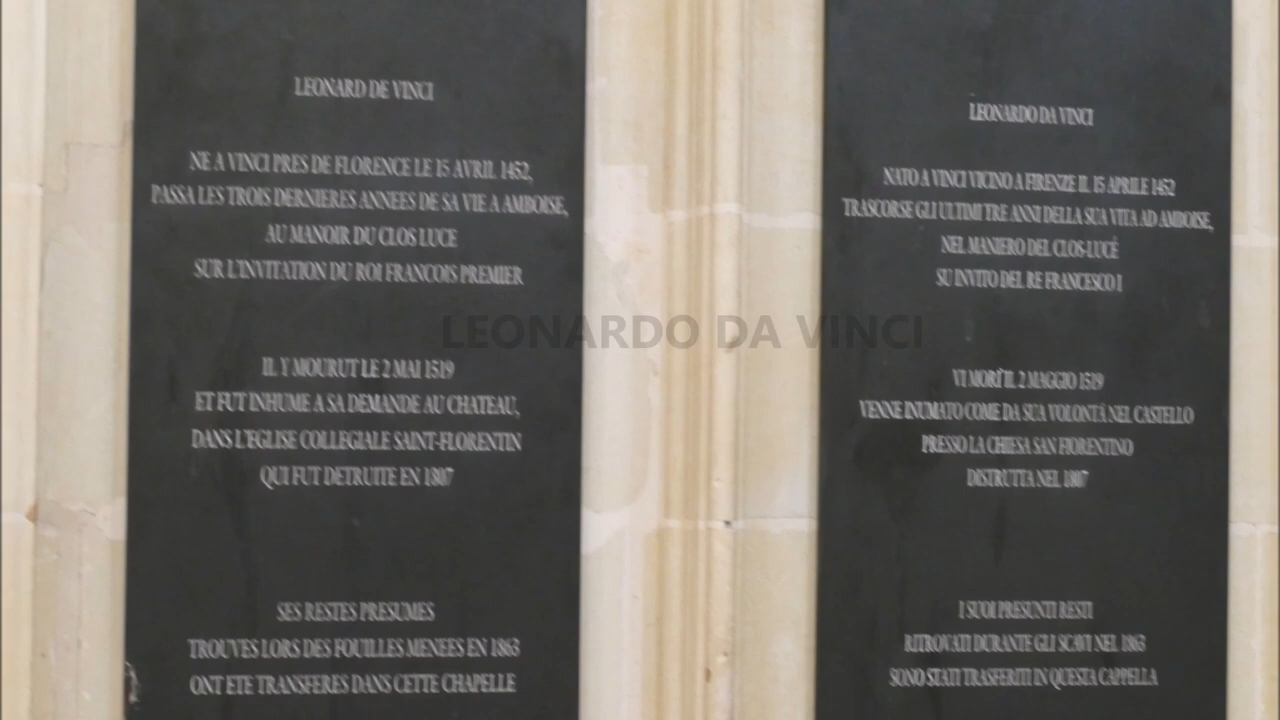 LEONARD DE VINCI
NE A VINCI PRES DE FLORENCE LE 15 AVRIL 1452,
PASSA LES TROIS DERNIERES ANNEES DE SA VIE A AMBOISE,
AU MANOIR DU CLOS LUCE
SUR L'INVITATION DU ROI FRANCOIS PREMIER
IL Y MOURUT LE 2 MAI 1519
ET FUT INHUME A SA DEMANDE AU CHATEAU,
DANS L'EGLISE COLLEGIALE SAINT-FLORENTIN
QUI FUT DETRUITE EN 1807
SES RESTES PRESUMES
TROUVES LORS DES FOUILLES MENEES EN 1863
ONT ETE TRANSFERES DANS CETTE CHAPELLE
LEONARDO DA VINCI
LEONARDO DA VINCI
NATO A VINCI VICINO A FIRENZE IL 15 APRILE 1452
TRASCORSE GLI ULTIMI TRE ANNI DELLA SUA VITA AD AMBOISE,
NEL MANIERO DEL CLOS-LUCÉ
SU INVITO DEL RE FRANCESCO I
VI MORÌ IL 2 MAGGIO 1519
VENNE INUMATO COME DA SUA VOLONTÀ NEL CASTELLO
PRESSO LA CHIESA SAN FIORENTINO
DISTRUTTA NEL 1807
I SUOI PRESUNTI RESTI
RITROVATI DURANTE GLI SCAVI NEL 1863
SONO STATI TRASFERITI IN QUESTA CAPPELLA